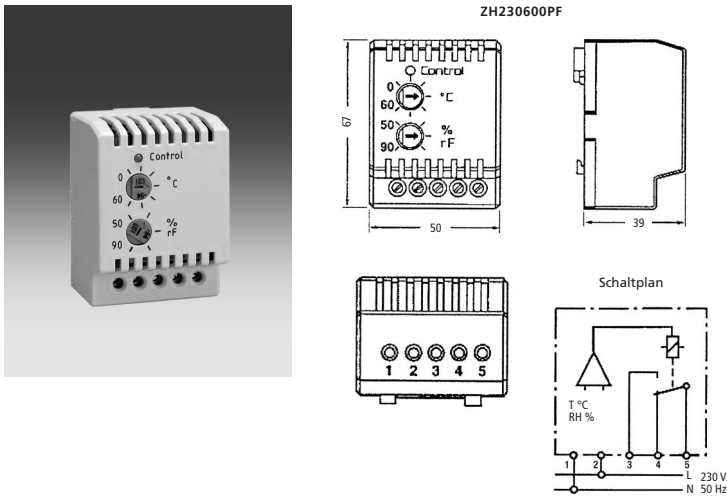 ZH230600PF
Control
0
60
°C
50
90
%
rF
67
50
39
Control
0
60
°C
50
90
%
rF
1 2 3 4 5
Schaltplan
T °C
RH %
1 2 3 4 5
L 230 V
N 50 Hz